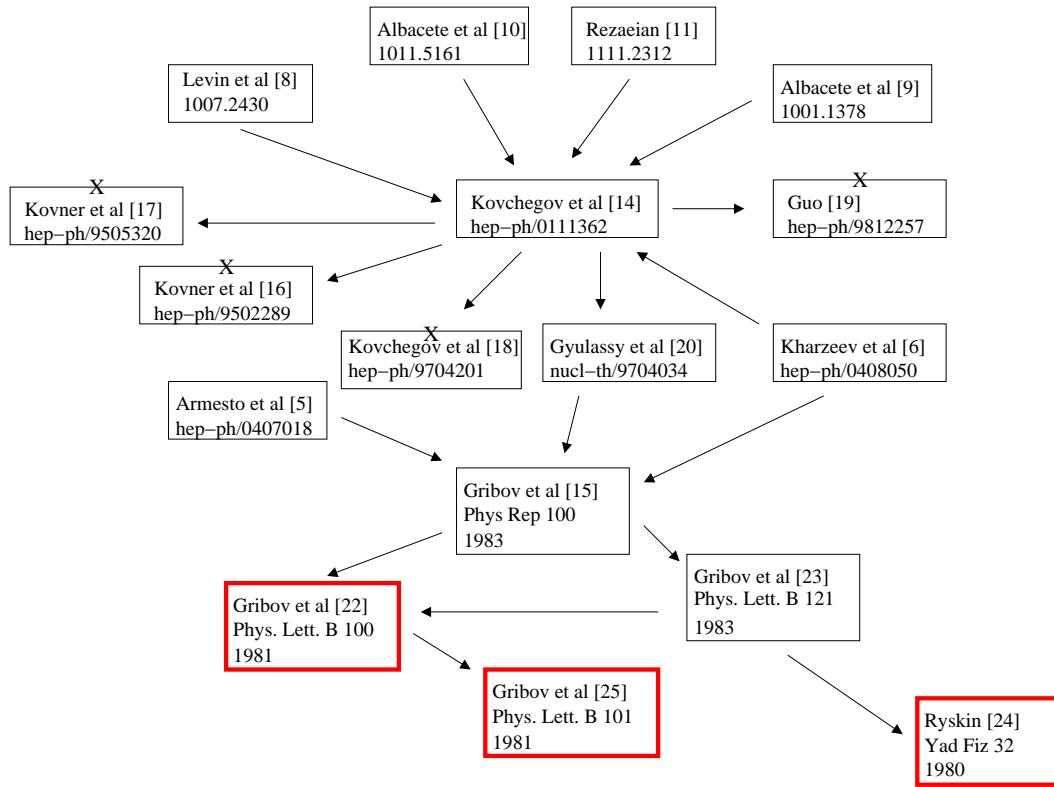 Albacete et al [10]
1011.5161
Rezaeian [11]
1111.2312
Levin et al [8]
1007.2430
Albacete et al [9]
1001.1378
X
Kovner et al [17]
hep−ph/9505320
Kovchegov et al [14]
hep−ph/0111362
X
Guo [19]
hep−ph/9812257
X
Kovner et al [16]
hep−ph/9502289
X
Kovchegov et al [18]
hep−ph/9704201
Gyulassy et al [20]
nucl−th/9704034
Kharzeev et al [6]
hep−ph/0408050
Armesto et al [5]
hep−ph/0407018
Gribov et al [15]
Phys Rep 100
1983
Gribov et al [22]
Phys. Lett. B 100
1981
Gribov et al [23]
Phys. Lett. B 121
1983
Gribov et al [25]
Phys. Lett. B 101
1981
Ryskin [24]
Yad Fiz 32
1980